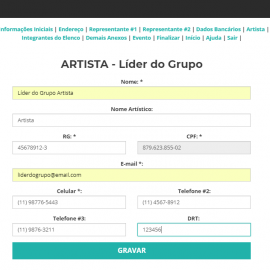 Informações Iniciais | Endereço | Representante #1 | Representante #2 | Dados Bancários | Artista |
Integrantes do Elenco | Demais Anexos | Evento | Finalizar | Início | Ajuda | Sair |
ARTISTA - Líder do Grupo
Nome: *
Líder do Grupo Artista
Nome Artístico:
Artista
RG: * CPF: *
45678912-3 879.623.855-02
E-mail *:
liderdogrupo@email.com
Celular *: Telefone #2:
(11) 98776-5443 (11) 4567-8912
Telefone #3: DRT:
(11) 9876-3211 123456
GRAVAR